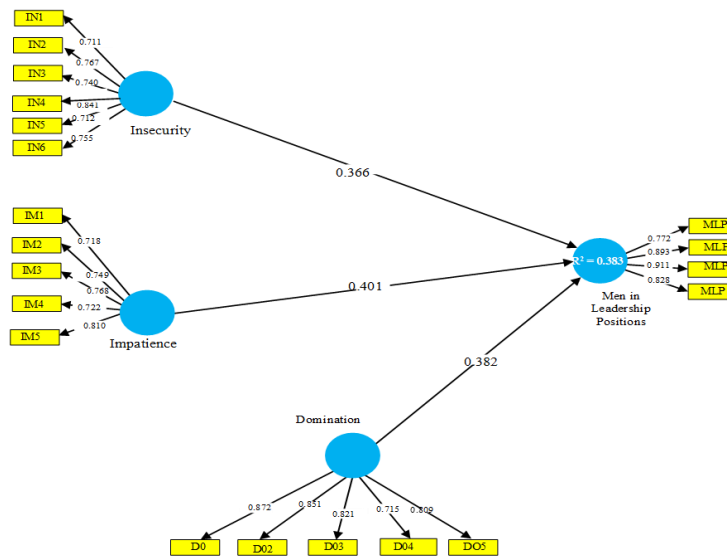 IN1
0.711
IN2
0.767
IN3
0.740
IN4
0.841
IN5
0.712
IN6
0.755
Insecurity
0.366
IM1
0.718
IM2
0.749
IM3
0.768
IM4
0.722
IM5
0.810
Impatience
0.401
R² = 0.383
MLP
0.772
MLP
0.893
MLP
0.911
MLP
0.828
Men in
Leadership
Positions
0.382
Domination
0.872
0.851
0.821
0.715
0.809
D0
D02
D03
D04
DO5